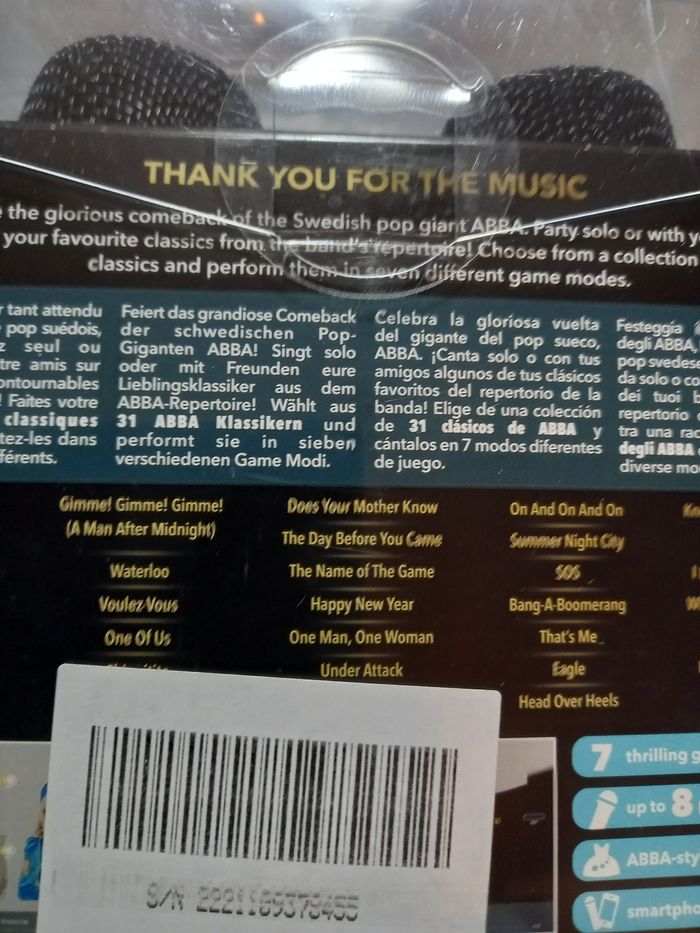 THANK YOU FOR THE MUSIC
the glorious comeback of the Swedish pop giant ABBA. Party solo or with y
your favourite classics from the band's repertoire! Choose from a collection
classics and perform them in seven different game modes.
r tant attendu
pop suédois,
z seul ou
tre amis sur
ontournables
! Faites votre
classiques
tez-les dans
férents.
Feiert das grandiose Comeback
der schwedischen Pop-
Giganten ABBA! Singt solo
oder mit Freunden eure
Lieblingsklassiker aus dem
ABBA-Repertoire! Wählt aus
31 ABBA Klassikern und
performt sie in sieben
verschiedenen Game Modi.
Celebra la gloriosa vuelta
del gigante del pop sueco,
ABBA. ¡Canta solo o con tus
amigos algunos de tus clásicos
favoritos del repertorio de la
banda! Elige de una colección
de 31 clásicos de ABBA y
cántalos en 7 modos diferentes
de juego.
Festeggia
degli ABBA,
pop svedese
da solo o co
dei tuoi b
repertorio
tra una rac
degli ABBA
diverse mo
Gimme! Gimme! Gimme!
(A Man After Midnight)
Waterloo
Voulez-Vous
One Of Us
Does Your Mother Know
The Day Before You Came
The Name of The Game
Happy New Year
One Man, One Woman
Under Attack
On And On And On
Summer Night City
SOS
Bang-A-Boomerang
That's Me
Eagle
Head Over Heels
7 thrilling g
up to 8
ABBA-sty
smartpho
S/N 2221189378455